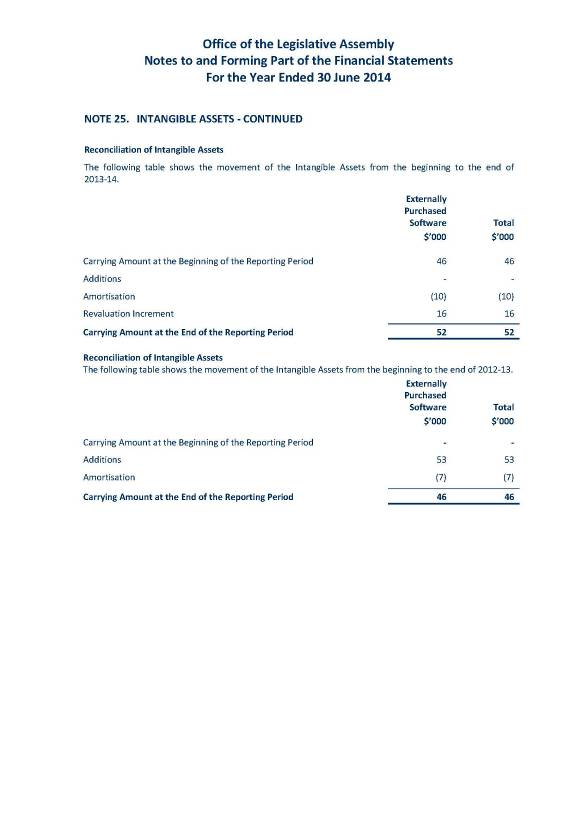 Office of the Legislative Assembly
Notes to and Forming Part of the Financial Statements
For the Year Ended 30 June 2014
NOTE 25. INTANGIBLE ASSETS - CONTINUED
Reconciliation of Intangible Assets
The following table shows the movement of the Intangible Assets from the beginning to the end of
2013-14.
Externally
Purchased
Software Total
$'000 $'000
Carrying Amount at the Beginning of the Reporting Period 46 46
Additions - -
Amortisation (10) (10)
Revaluation Increment 16 16
Carrying Amount at the End of the Reporting Period 52 52
Reconciliation of Intangible Assets
The following table shows the movement of the Intangible Assets from the beginning to the end of 2012-13.
Externally
Purchased
Software Total
$'000 $'000
Carrying Amount at the Beginning of the Reporting Period - -
Additions 53 53
Amortisation (7) (7)
Carrying Amount at the End of the Reporting Period 46 46